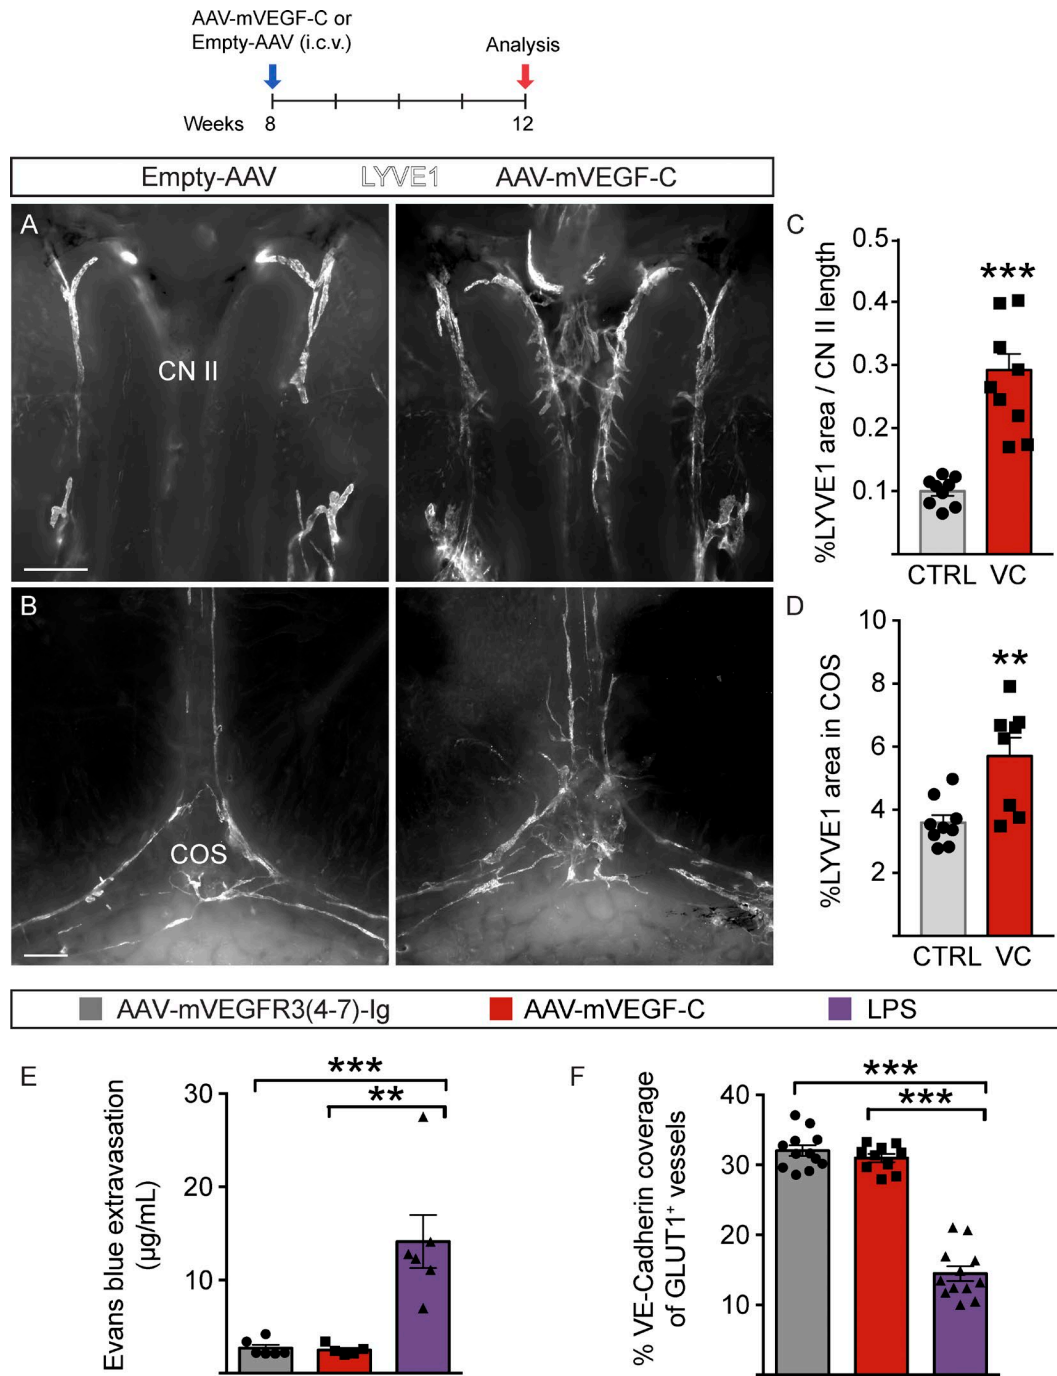 AAV-mVEGF-C or
Empty-AAV (i.c.v.)
Analysis
Weeks 8 12
Empty-AAV LYVE1 AAV-mVEGF-C
A
CN II
B
COS
C
%LYVE1 area / CN II length
0.5
0.4
0.3
0.2
0.1
***
CTRL VC
D
%LYVE1 area in COS
10
8
6
4
2
**
CTRL VC
AAV-mVEGFR3(4-7)-Ig AAV-mVEGF-C LPS
E
Evans blue extravasation
(µg/mL)
30
20
10
***
**
F
% VE-Cadherin coverage
of GLUT1⁺ vessels
40
30
20
10
***
***